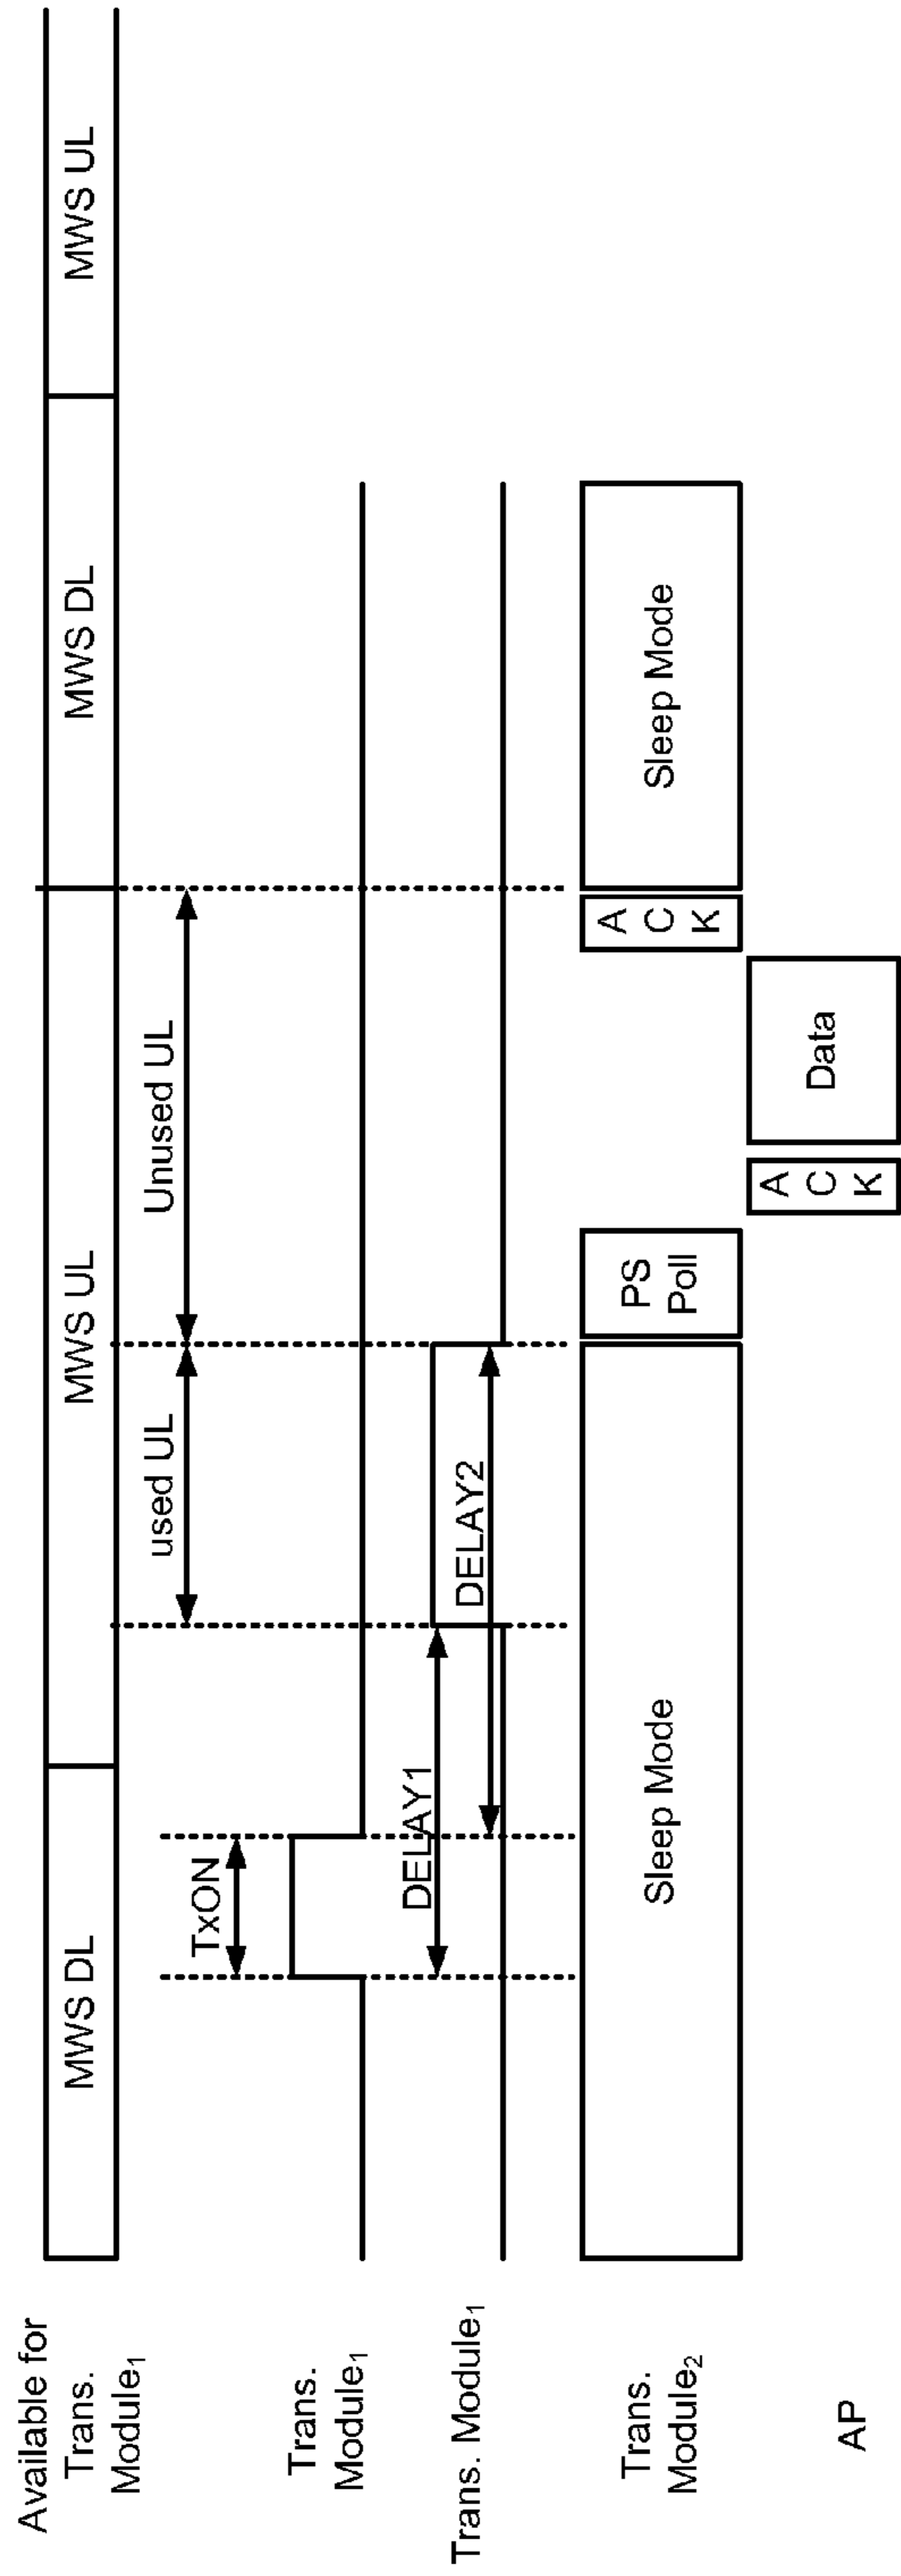 Available for
Trans.
Module₁
MWS DL
MWS UL
MWS DL
MWS UL
used UL
Unused UL
Trans.
Module₁
TxON
Trans. Module₁
DELAY1
DELAY2
Trans.
Module₂
Sleep Mode
PS
Poll
A
C
K
Sleep Mode
AP
A
C
K
Data